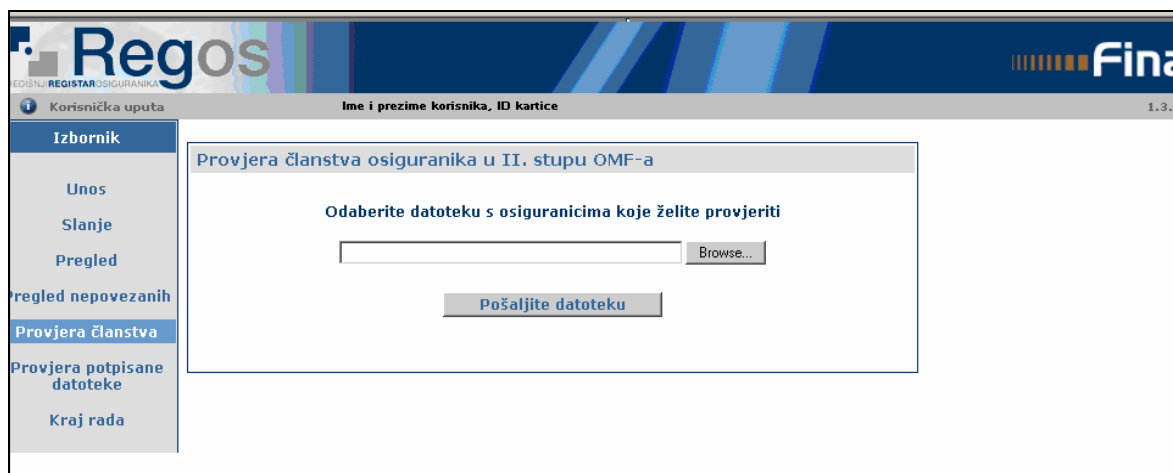 Regos
EDIŠNJI REGISTAR OSIGURANIKA
Fina
Korisnička uputa
Ime i prezime korisnika, ID kartice
1.3.
Izbornik
Unos
Slanje
Pregled
Pregled nepovezanih
Provjera članstva
Provjera potpisane
datoteke
Kraj rada
Provjera članstva osiguranika u II. stupu OMF-a
Odaberite datoteku s osiguranicima koje želite provjeriti
Browse...
Pošaljite datoteku